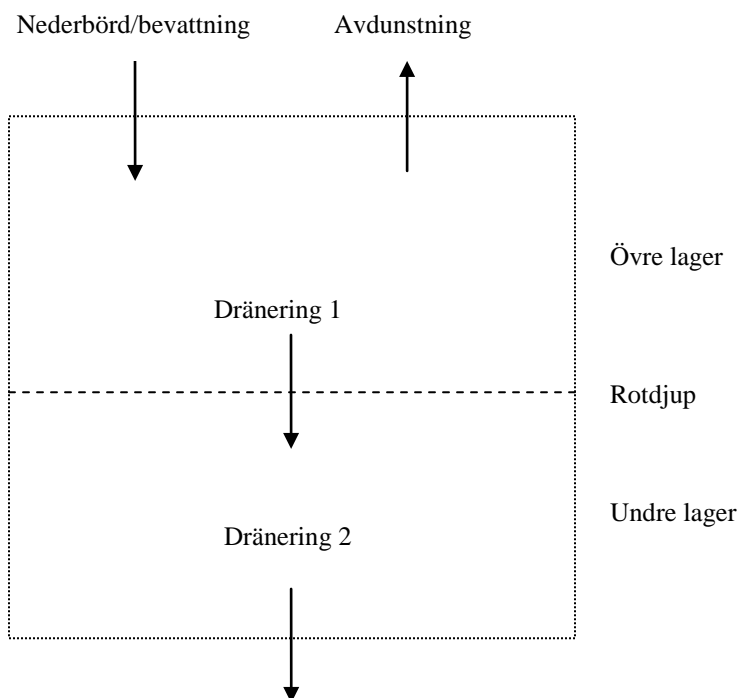 Nederbörd/bevattning
Avdunstning
Övre lager
Dränering 1
Rotdjup
Undre lager
Dränering 2